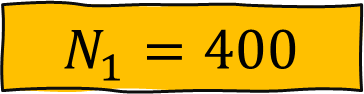 N₁ = 400